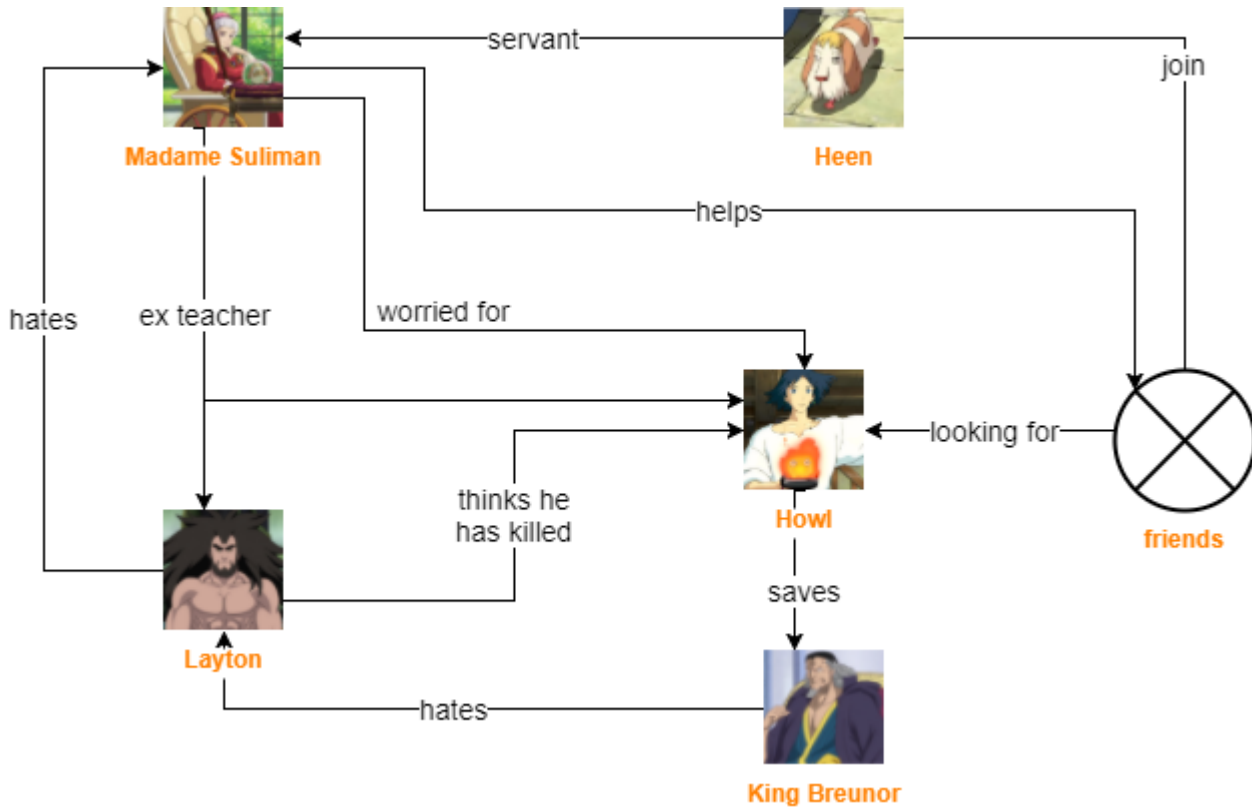 servant
join
Madame Suliman
Heen
helps
hates
ex teacher
worried for
looking for
thinks he
has killed
Howl
friends
saves
Layton
hates
King Breunor